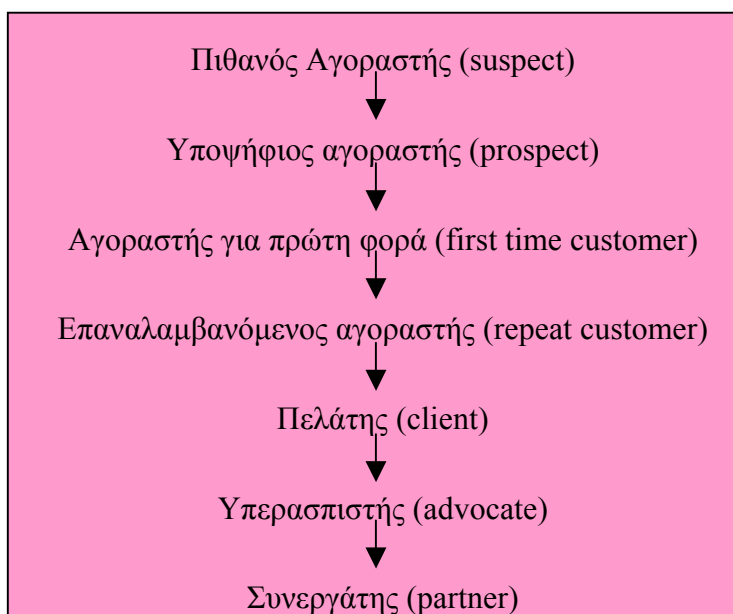 Πιθανός Αγοραστής (suspect)
Υποψήφιος αγοραστής (prospect)
Αγοραστής για πρώτη φορά (first time customer)
Επαναλαμβανόμενος αγοραστής (repeat customer)
Πελάτης (client)
Υπερασπιστής (advocate)
Συνεργάτης (partner)